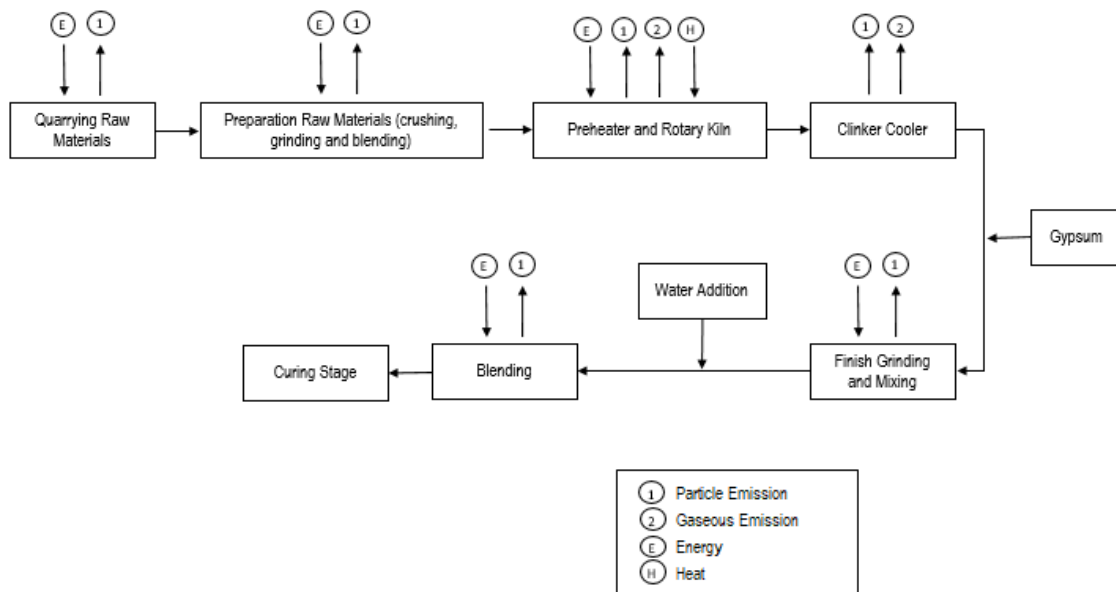 E 1
E 1
E 1 2 H
1 2
Quarrying Raw
Materials
Preparation Raw Materials (crushing,
grinding and blending)
Preheater and Rotary Kiln
Clinker Cooler
Gypsum
E 1
Water Addition
E 1
Curing Stage
Blending
Finish Grinding
and Mixing
1 Particle Emission
2 Gaseous Emission
E Energy
H Heat